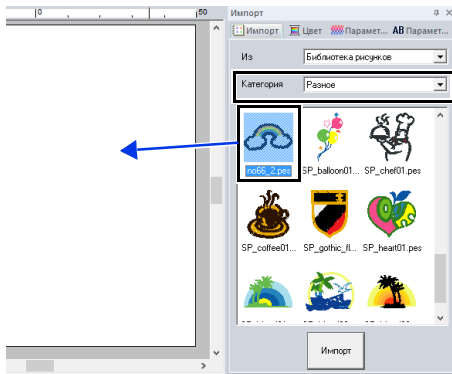 0 50 Импорт
Импорт Цвет Парамет... AB Парамет...
Из Библиотека рисунков
Категория Разное
no66_2.pes SP_balloon01... SP_chef01.pes
SP_coffee01... SP_gothic_fl... SP_heart01.pes
Импорт